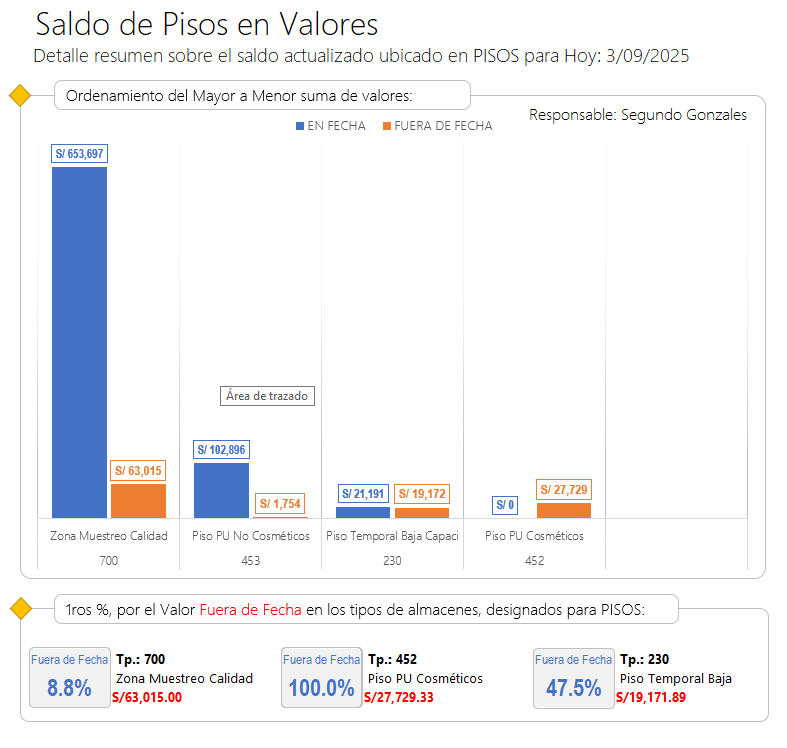 Saldo de Pisos en Valores
Detalle resumen sobre el saldo actualizado ubicado en PISOS para Hoy: 3/09/2025
Ordenamiento del Mayor a Menor suma de valores:
Responsable: Segundo Gonzales
EN FECHA FUERA DE FECHA
S/ 653,697
Área de trazado
S/ 102,896
S/ 63,015
S/ 21,191
S/ 19,172
S/ 27,729
S/ 1,754
S/ 0
Zona Muestreo Calidad Piso PU No Cosméticos Piso Temporal Baja Capaci Piso PU Cosméticos
700 453 230 452
1ros %, por el Valor Fuera de Fecha en los tipos de almacenes, designados para PISOS:
Fuera de Fecha
8.8%
Tp.: 700
Zona Muestreo Calidad
S/63,015.00
Fuera de Fecha
100.0%
Tp.: 452
Piso PU Cosméticos
S/27,729.33
Fuera de Fecha
47.5%
Tp.: 230
Piso Temporal Baja
S/19,171.89